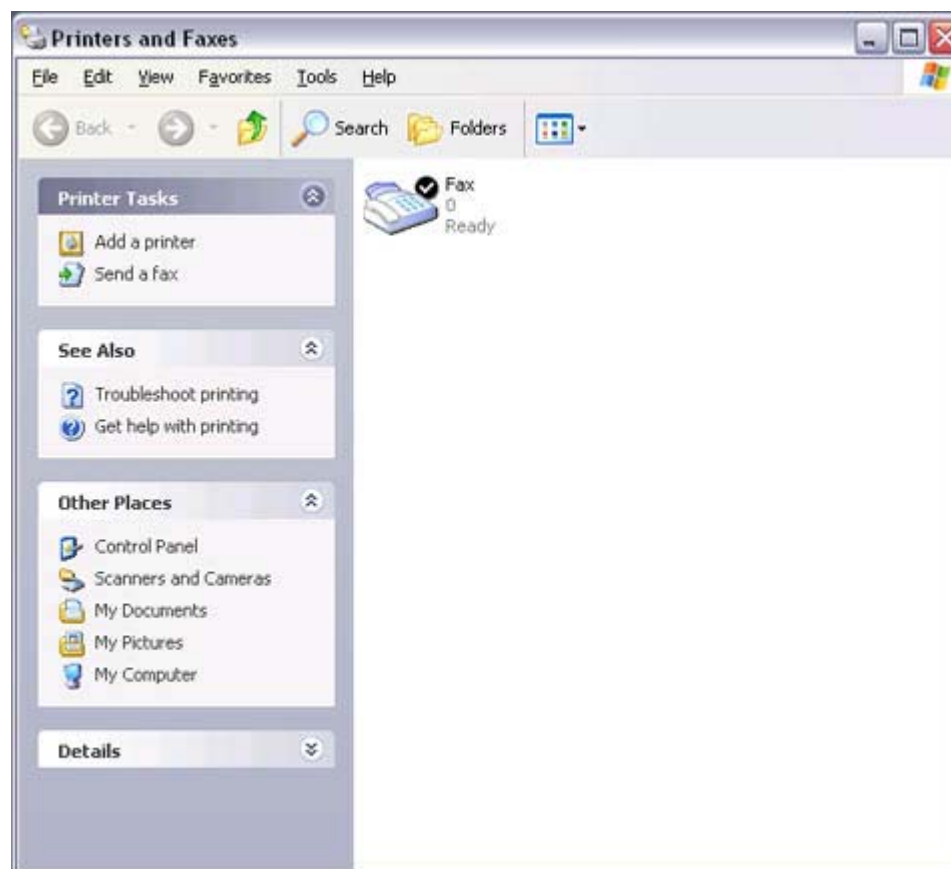 Printers and Faxes
File Edit View Favorites Tools Help
Back Search Folders
Printer Tasks
Add a printer
Send a fax
See Also
Troubleshoot printing
Get help with printing
Other Places
Control Panel
Scanners and Cameras
My Documents
My Pictures
My Computer
Details
Fax
0
Ready